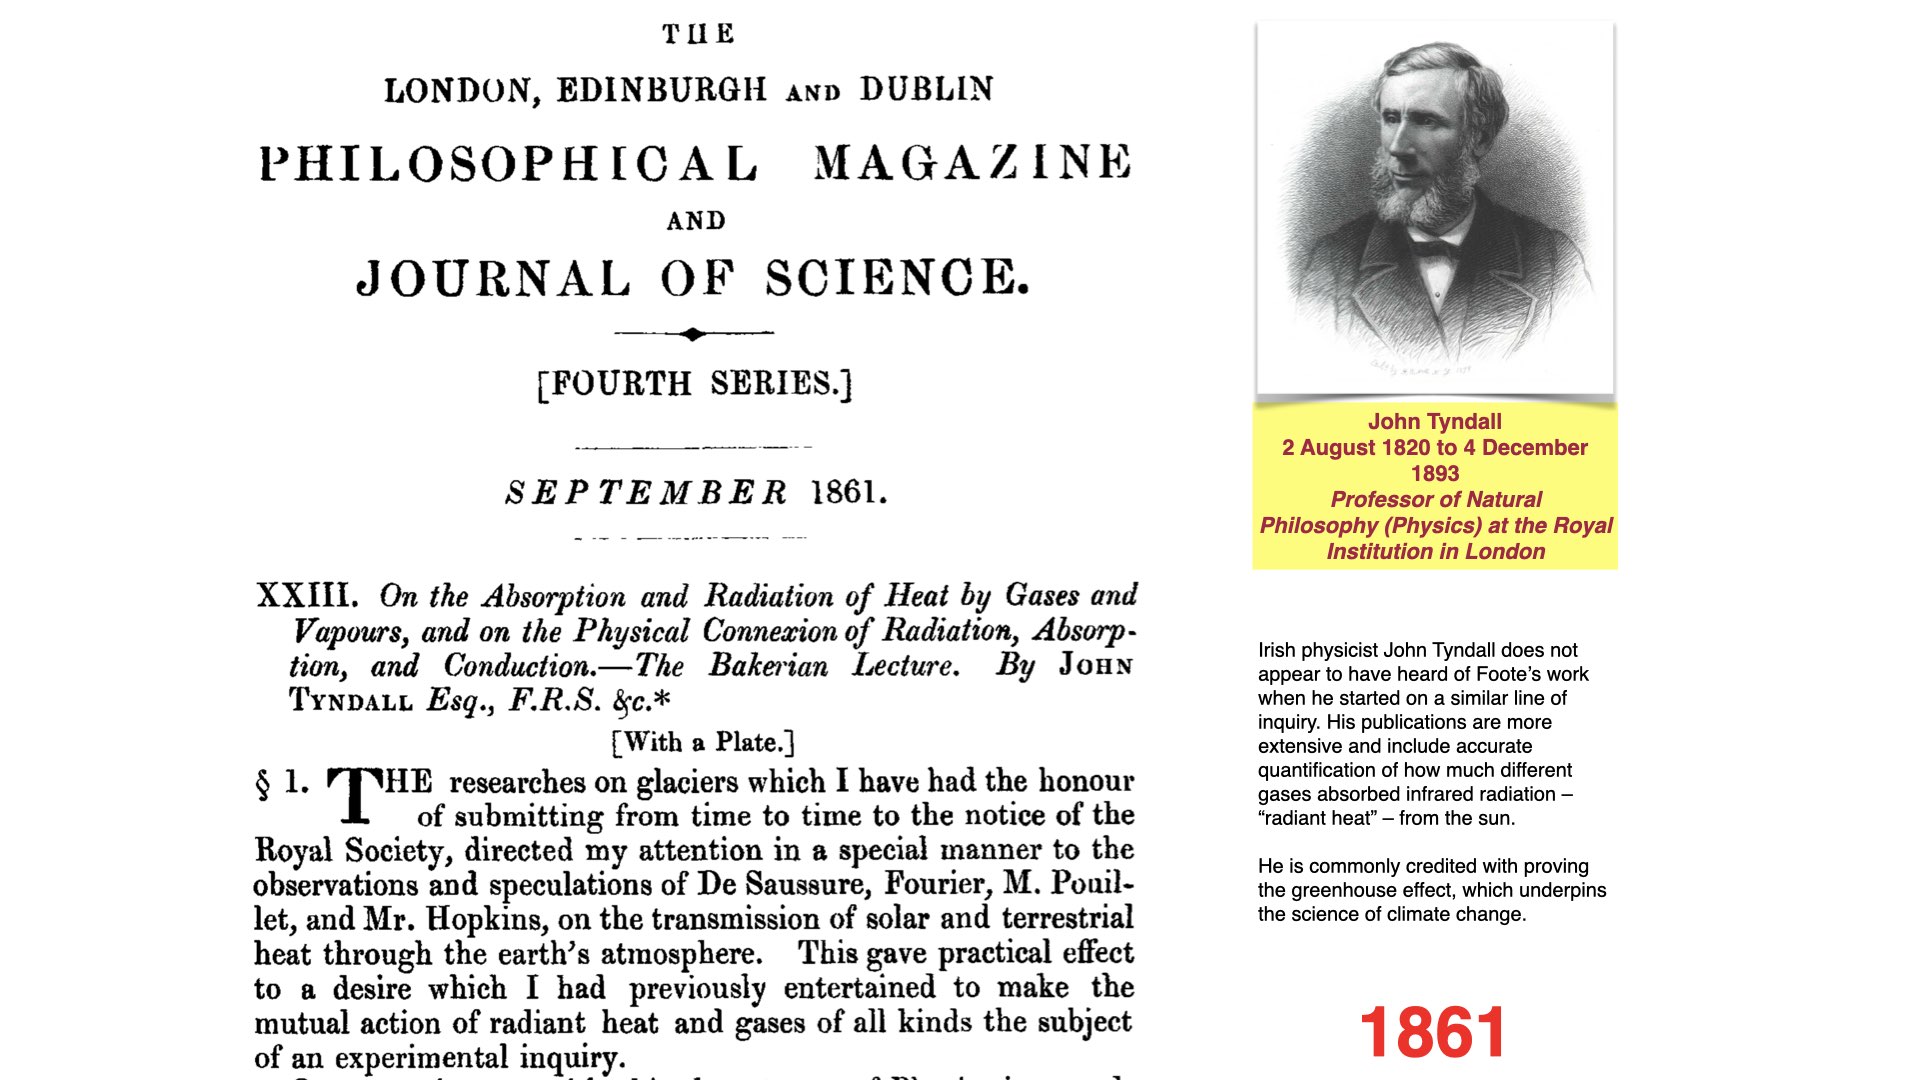 THE
LONDON, EDINBURGH AND DUBLIN
PHILOSOPHICAL MAGAZINE
AND
JOURNAL OF SCIENCE.
[FOURTH SERIES.]
SEPTEMBER 1861.
XXIII. On the Absorption and Radiation of Heat by Gases and
Vapours, and on the Physical Connexion of Radiation, Absorp-
tion, and Conduction.—The Bakerian Lecture. By JOHN
TYNDALL Esq., F.R.S. &c.*
[With a Plate.]
§ 1. THE researches on glaciers which I have had the honour
of submitting from time to time to the notice of the
Royal Society, directed my attention in a special manner to the
observations and speculations of De Saussure, Fourier, M. Pouil-
let, and Mr. Hopkins, on the transmission of solar and terrestrial
heat through the earth's atmosphere. This gave practical effect
to a desire which I had previously entertained to make the
mutual action of radiant heat and gases of all kinds the subject
of an experimental inquiry.
John Tyndall
2 August 1820 to 4 December
1893
Professor of Natural
Philosophy (Physics) at the Royal
Institution in London
Irish physicist John Tyndall does not
appear to have heard of Foote’s work
when he started on a similar line of
inquiry. His publications are more
extensive and include accurate
quantification of how much different
gases absorbed infrared radiation –
“radiant heat” – from the sun.
He is commonly credited with proving
the greenhouse effect, which underpins
the science of climate change.
1861